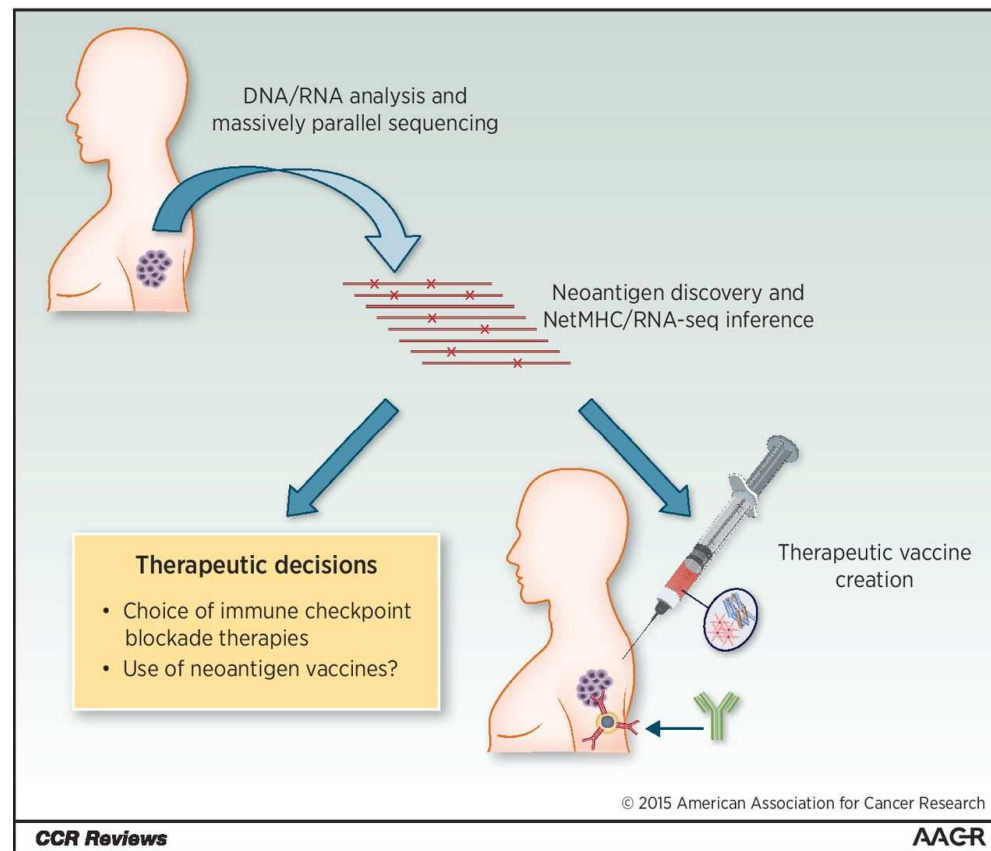 DNA/RNA analysis and
massively parallel sequencing
Neoantigen discovery and
NetMHC/RNA-seq inference
Therapeutic decisions
• Choice of immune checkpoint
blockade therapies
• Use of neoantigen vaccines?
Therapeutic vaccine
creation
© 2015 American Association for Cancer Research
CCR Reviews
AACR